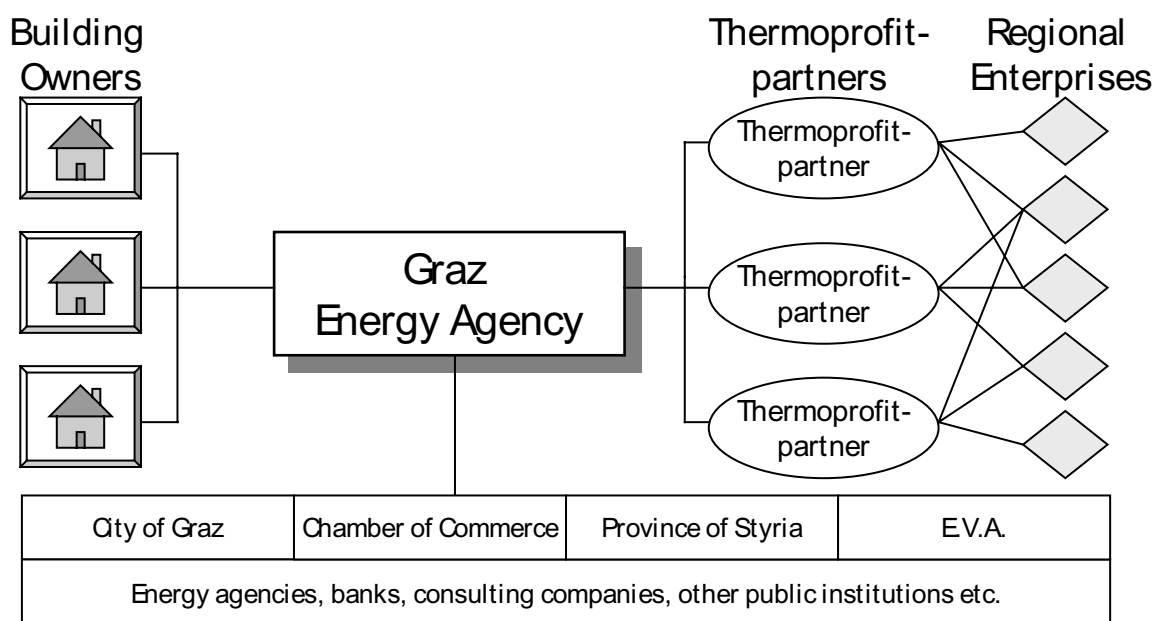 Building
Owners
Thermoprofit-
partners
Regional
Enterprises
Thermoprofit-
partner
Graz
Energy Agency
Thermoprofit-
partner
Thermoprofit-
partner
City of Graz
Chamber of Commerce
Province of Styria
E.V.A.
Energy agencies, banks, consulting companies, other public institutions etc.